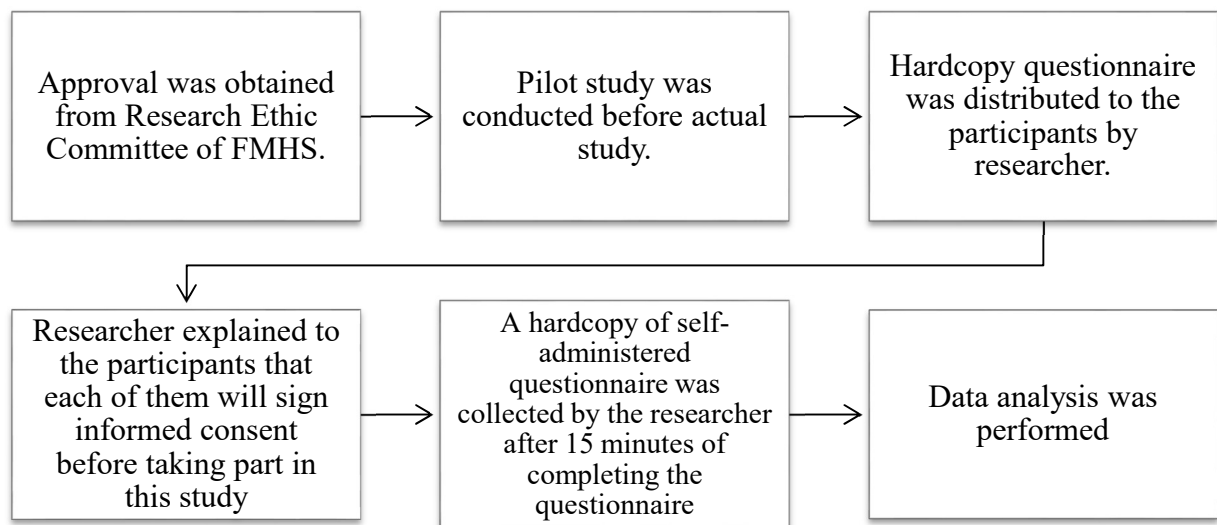 Approval was obtained
from Research Ethic
Committee of FMHS.
Pilot study was
conducted before actual
study.
Hardcopy questionnaire
was distributed to the
participants by
researcher.
Researcher explained to
the participants that
each of them will sign
informed consent
before taking part in
this study
A hardcopy of self-
administered
questionnaire was
collected by the researcher
after 15 minutes of
completing the
questionnaire
Data analysis was
performed